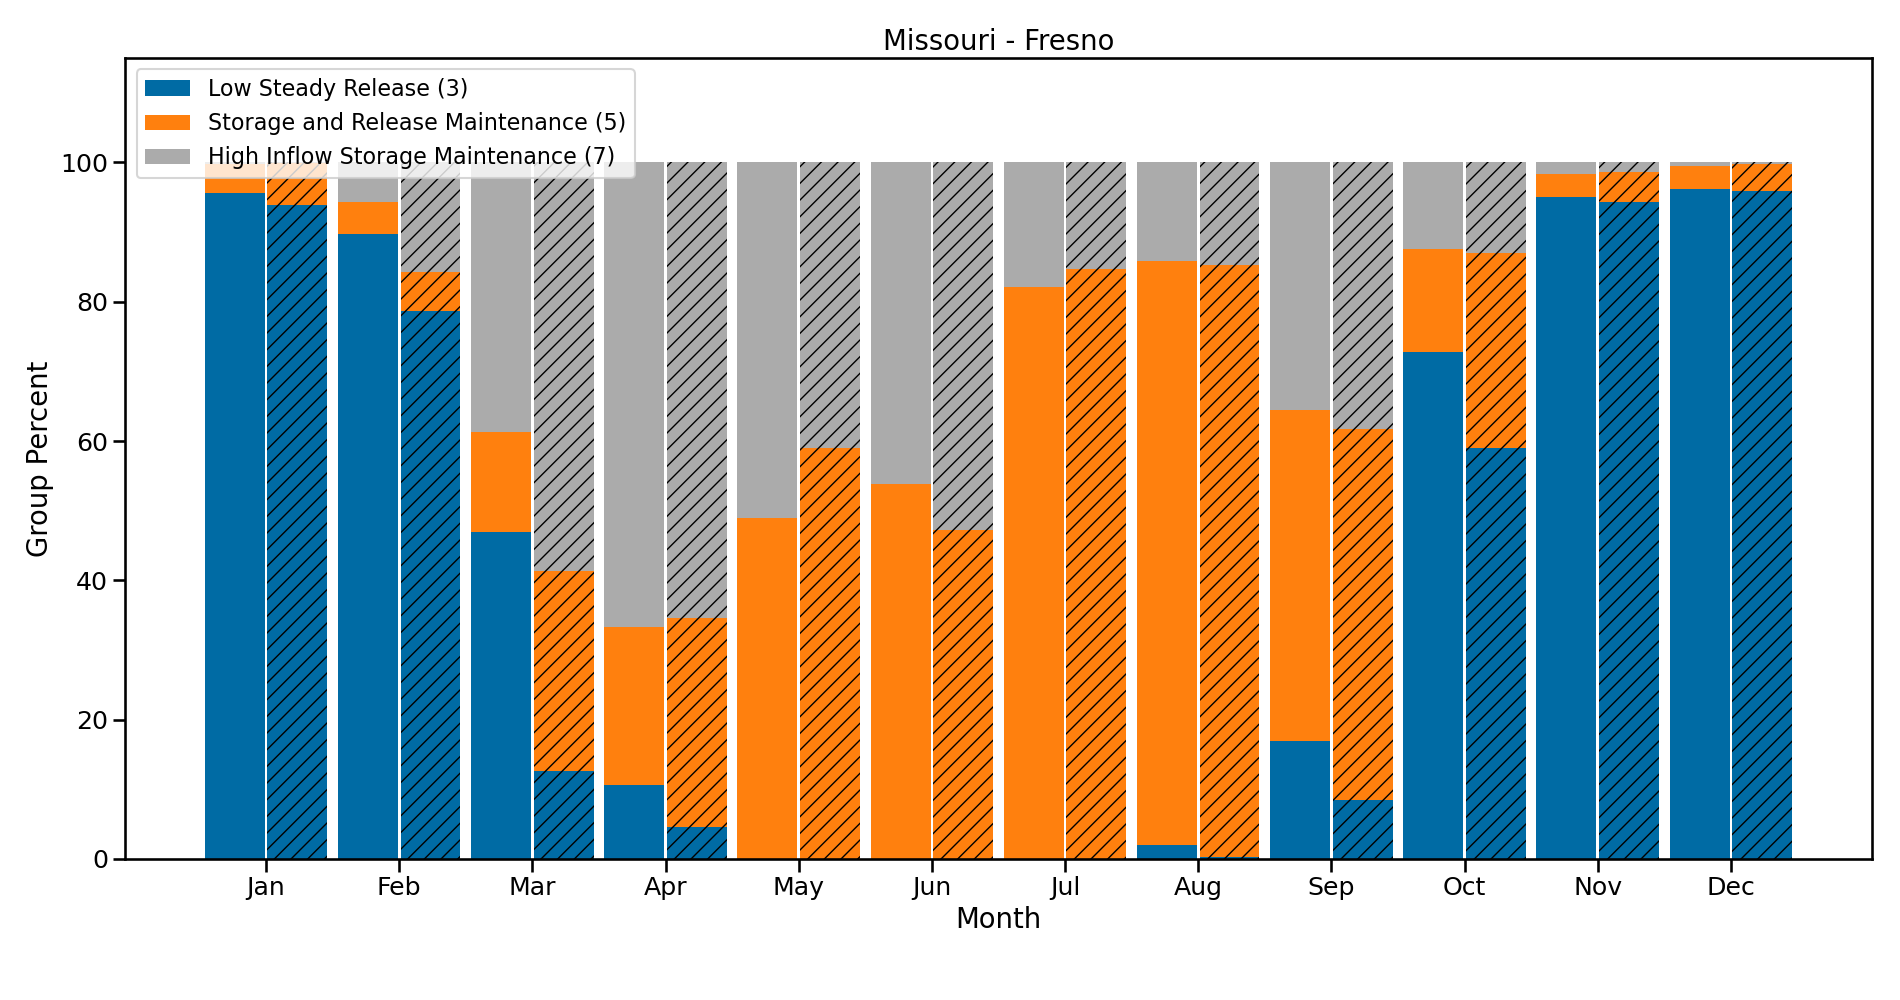 Missouri - Fresno
Low Steady Release (3)
Storage and Release Maintenance (5)
High Inflow Storage Maintenance (7)
Group Percent
100
80
60
40
20
0
Jan Feb Mar Apr May Jun Jul Aug Sep Oct Nov Dec
Month